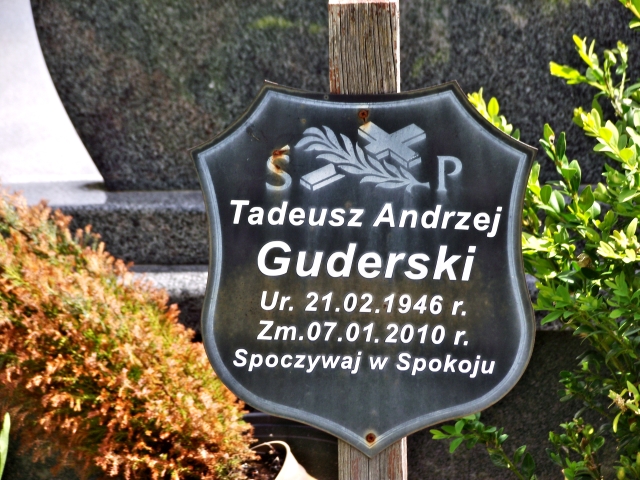 Ś P
Tadeusz Andrzej
Guderski
Ur. 21.02.1946 r.
Zm.07.01.2010 r.
Spoczywaj w Spokoju